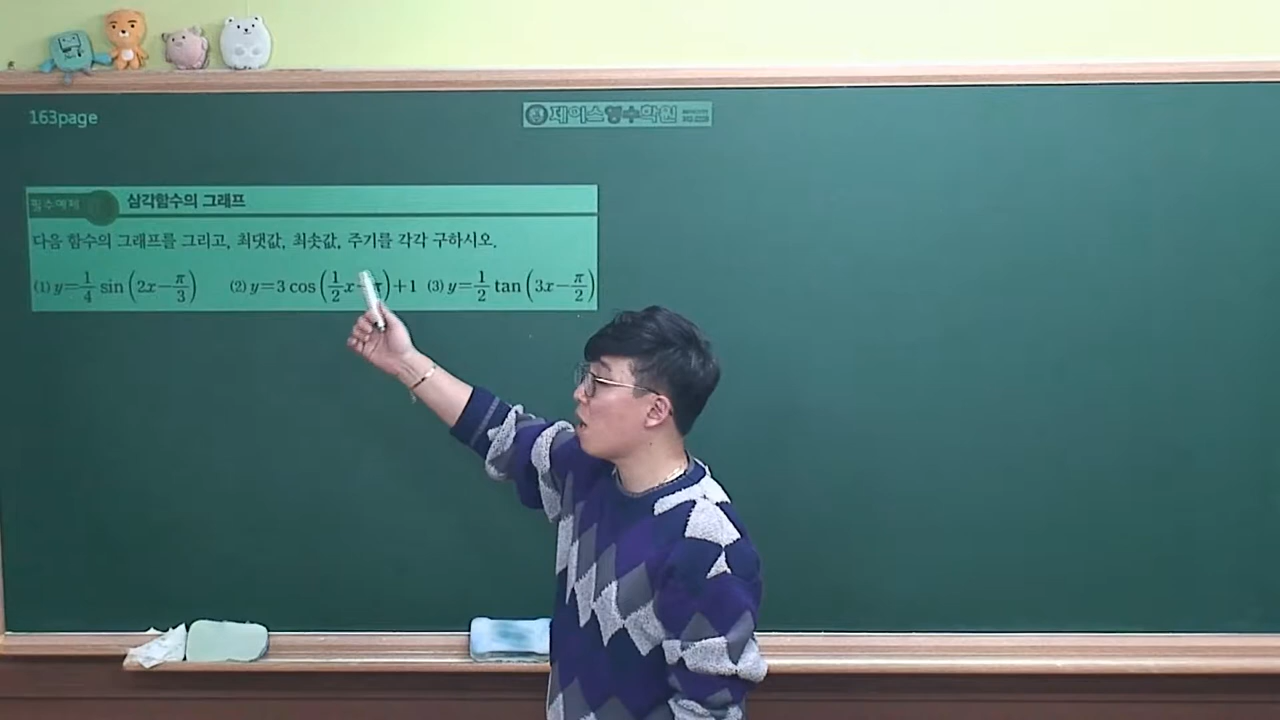 163page
제이스영수학원
필수예제
삼각함수의 그래프
다음 함수의 그래프를 그리고, 최댓값, 최솟값, 주기를 각각 구하시오.
(1) y=1/4 sin(2x-π/3) (2) y=3 cos(1/2x-π)+1 (3) y=1/2 tan(3x-π/2)